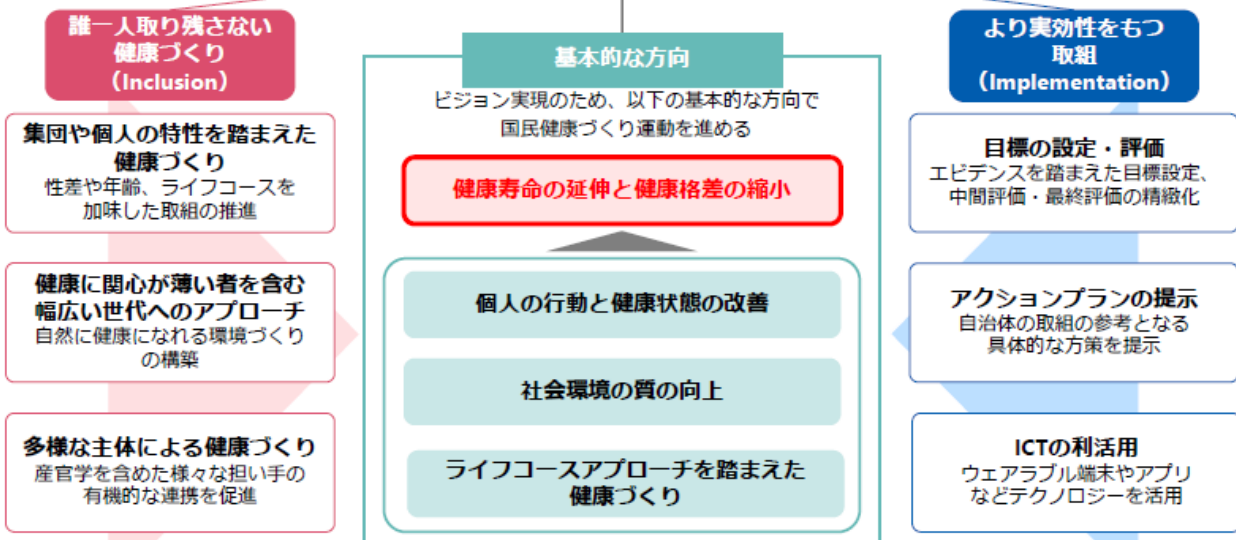 誰一人取り残さない
健康づくり
（Inclusion）
集団や個人の特性を踏まえた
健康づくり
性差や年齢、ライフコースを
加味した取組の推進
健康に関心が薄い者を含む
幅広い世代へのアプローチ
自然に健康になれる環境づくり
の構築
多様な主体による健康づくり
産官学を含めた様々な担い手の
有機的な連携を促進
基本的な方向
ビジョン実現のため、以下の基本的な方向で
国民健康づくり運動を進める
健康寿命の延伸と健康格差の縮小
個人の行動と健康状態の改善
社会環境の質の向上
ライフコースアプローチを踏まえた
健康づくり
より実効性をもつ
取組
（Implementation）
目標の設定・評価
エビデンスを踏まえた目標設定、
中間評価・最終評価の精緻化
アクションプランの提示
自治体の取組の参考となる
具体的な方策を提示
ICTの利活用
ウェアラブル端末やアプリ
などテクノロジーを活用